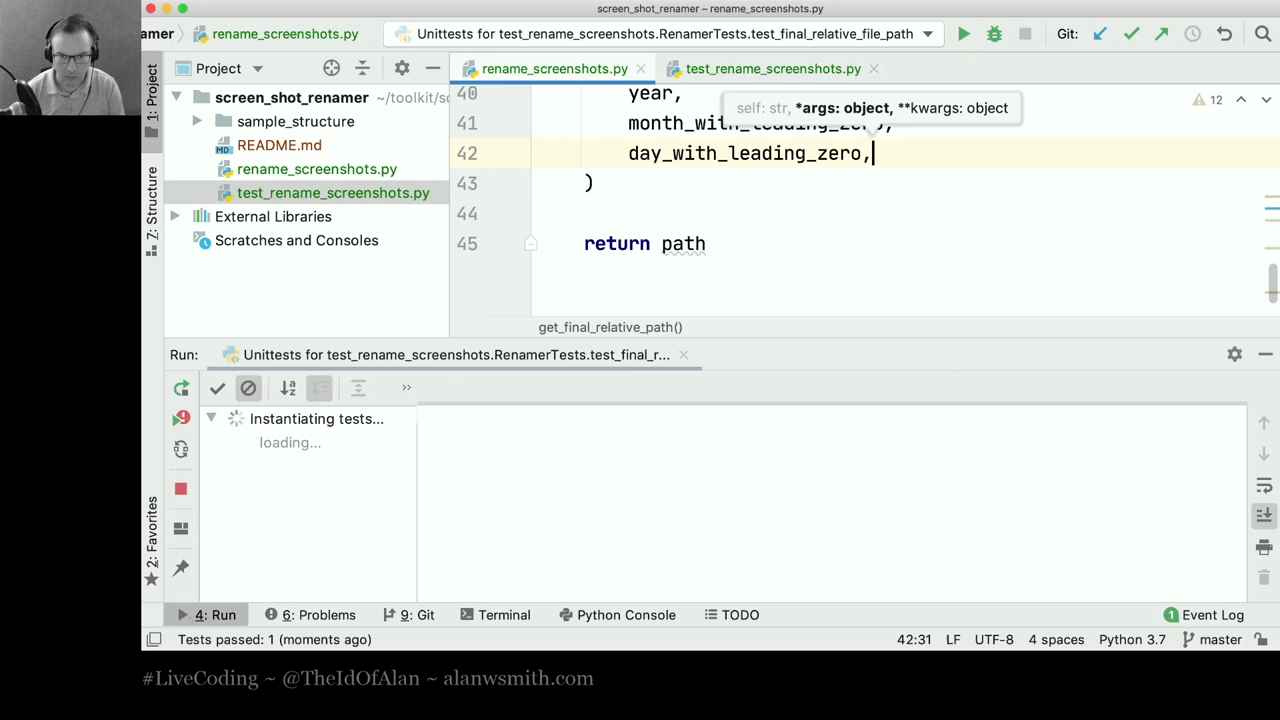 screen_shot_renamer – rename_screenshots.py
amer
rename_screenshots.py
Unittests for test_rename_screenshots.RenamerTests.test_final_relative_file_path
Git:
1: Project
Project
rename_screenshots.py
test_rename_screenshots.py
screen_shot_renamer ~/toolkit/sc
sample_structure
MD README.md
rename_screenshots.py
test_rename_screenshots.py
External Libraries
Scratches and Consoles
Z: Structure
2: Favorites
40 year,
self: str, *args: object, **kwargs: object
12
41 month_with_leading_zero,
42 day_with_leading_zero,
43 )
44
45 return path
get_final_relative_path()
Run:
Unittests for test_rename_screenshots.RenamerTests.test_final_r...
Instantiating tests...
loading...
4: Run
6: Problems
9: Git
Terminal
Python Console
TODO
1 Event Log
Tests passed: 1 (moments ago)
42:31
LF
UTF-8
4 spaces
Python 3.7
master
#LiveCoding ~ @TheIdOfAlan ~ alanwsmith.com